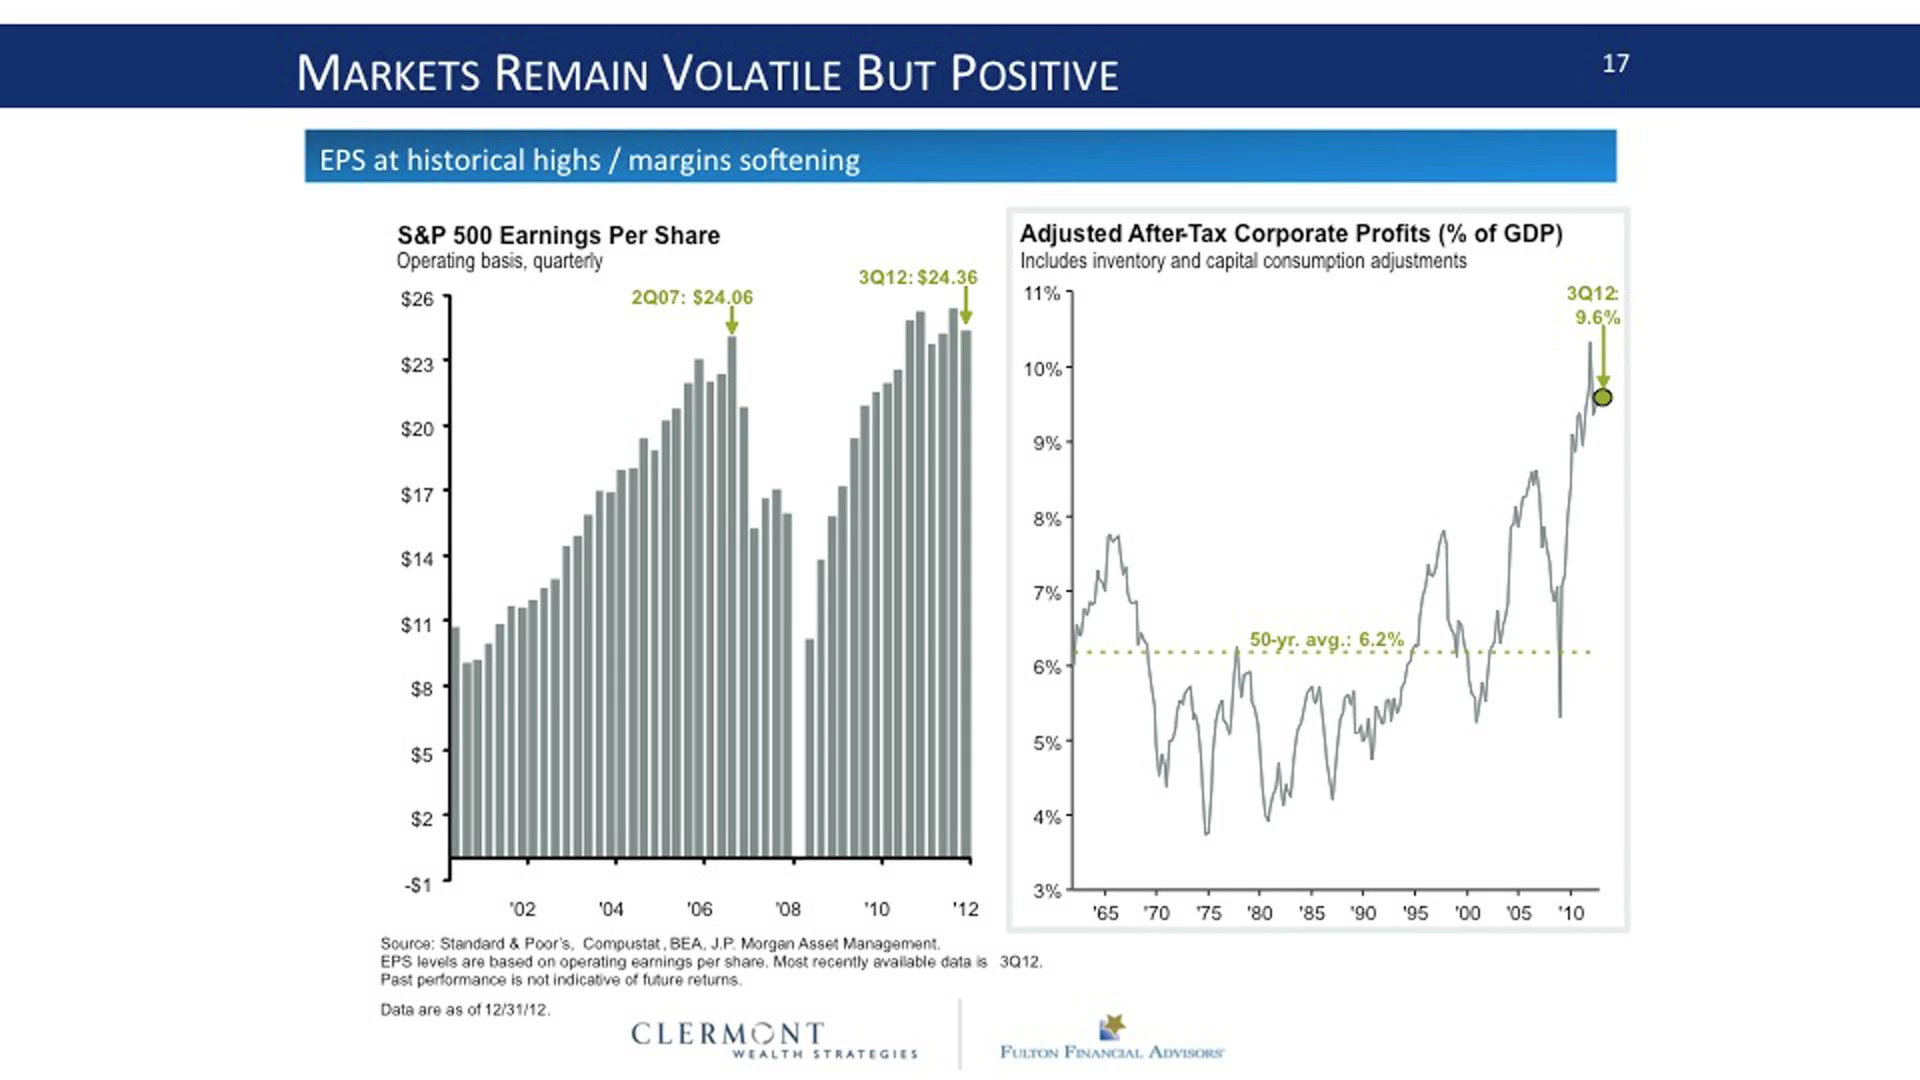 MARKETS REMAIN VOLATILE BUT POSITIVE
17
EPS at historical highs / margins softening
S&P 500 Earnings Per Share
Operating basis, quarterly
3Q12: $24.36
2Q07: $24.06
$26
$23
$20
$17
$14
$11
$8
$5
$2
-$1
'02 '04 '06 '08 '10 '12
Adjusted After-Tax Corporate Profits (% of GDP)
Includes inventory and capital consumption adjustments
3Q12:
9.6%
11%
10%
9%
8%
7%
50-yr. avg.: 6.2%
6%
5%
4%
3%
'65 '70 '75 '80 '85 '90 '95 '00 '05 '10
Source: Standard & Poor's, Compustat, BEA, J.P. Morgan Asset Management.
EPS levels are based on operating earnings per share. Most recently available data is 3Q12.
Past performance is not indicative of future returns.
Data are as of 12/31/12.
CLERMONT
WEALTH STRATEGIES
FULTON FINANCIAL ADVISORS